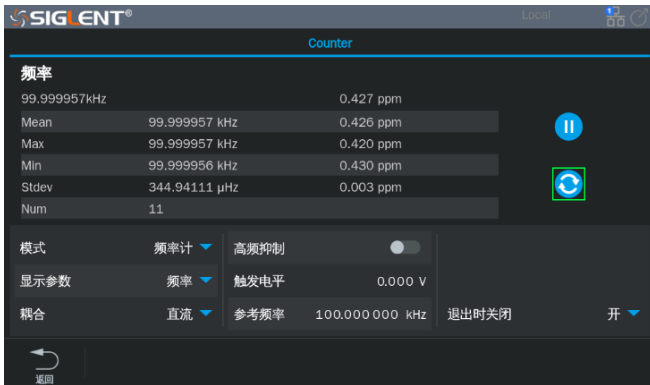 SIGLENT®
Local
1
Counter
频率
99.999957kHz 0.427 ppm
Mean 99.999957 kHz 0.426 ppm
Max 99.999957 kHz 0.420 ppm
Min 99.999956 kHz 0.430 ppm
Stdev 344.94111 μHz 0.003 ppm
Num 11
模式 频率计 高频抑制
显示参数 频率 触发电平 0.000 V
耦合 直流 参考频率 100.000000 kHz 退出时关闭 开
返回